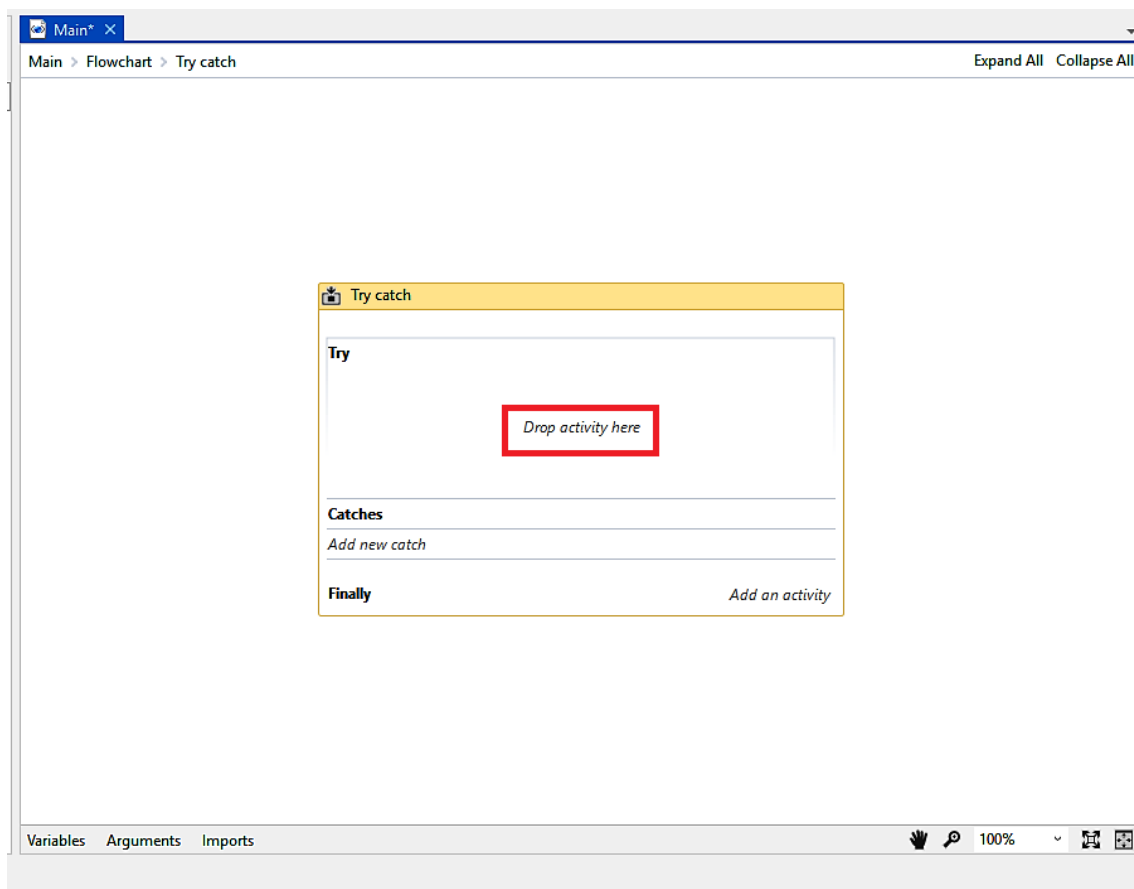 Main*
Main > Flowchart > Try catch Expand All Collapse All
Try catch
Try
Drop activity here
Catches
Add new catch
Finally Add an activity
Variables Arguments Imports 100%